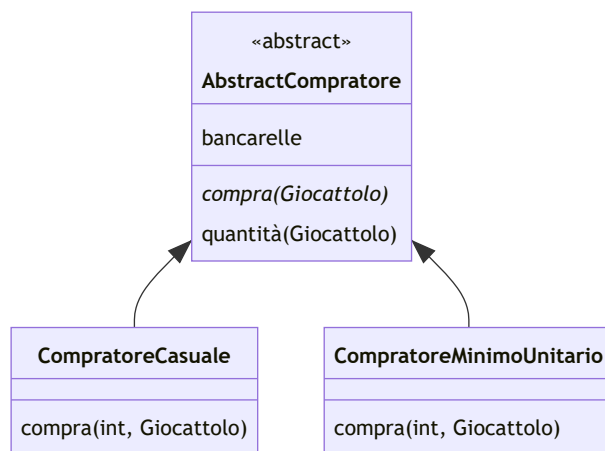 «abstract»
AbstractCompratore
bancarelle
compra(Giocattolo)
quantità(Giocattolo)
CompratoreCasuale
compra(int, Giocattolo)
CompratoreMinimoUnitario
compra(int, Giocattolo)